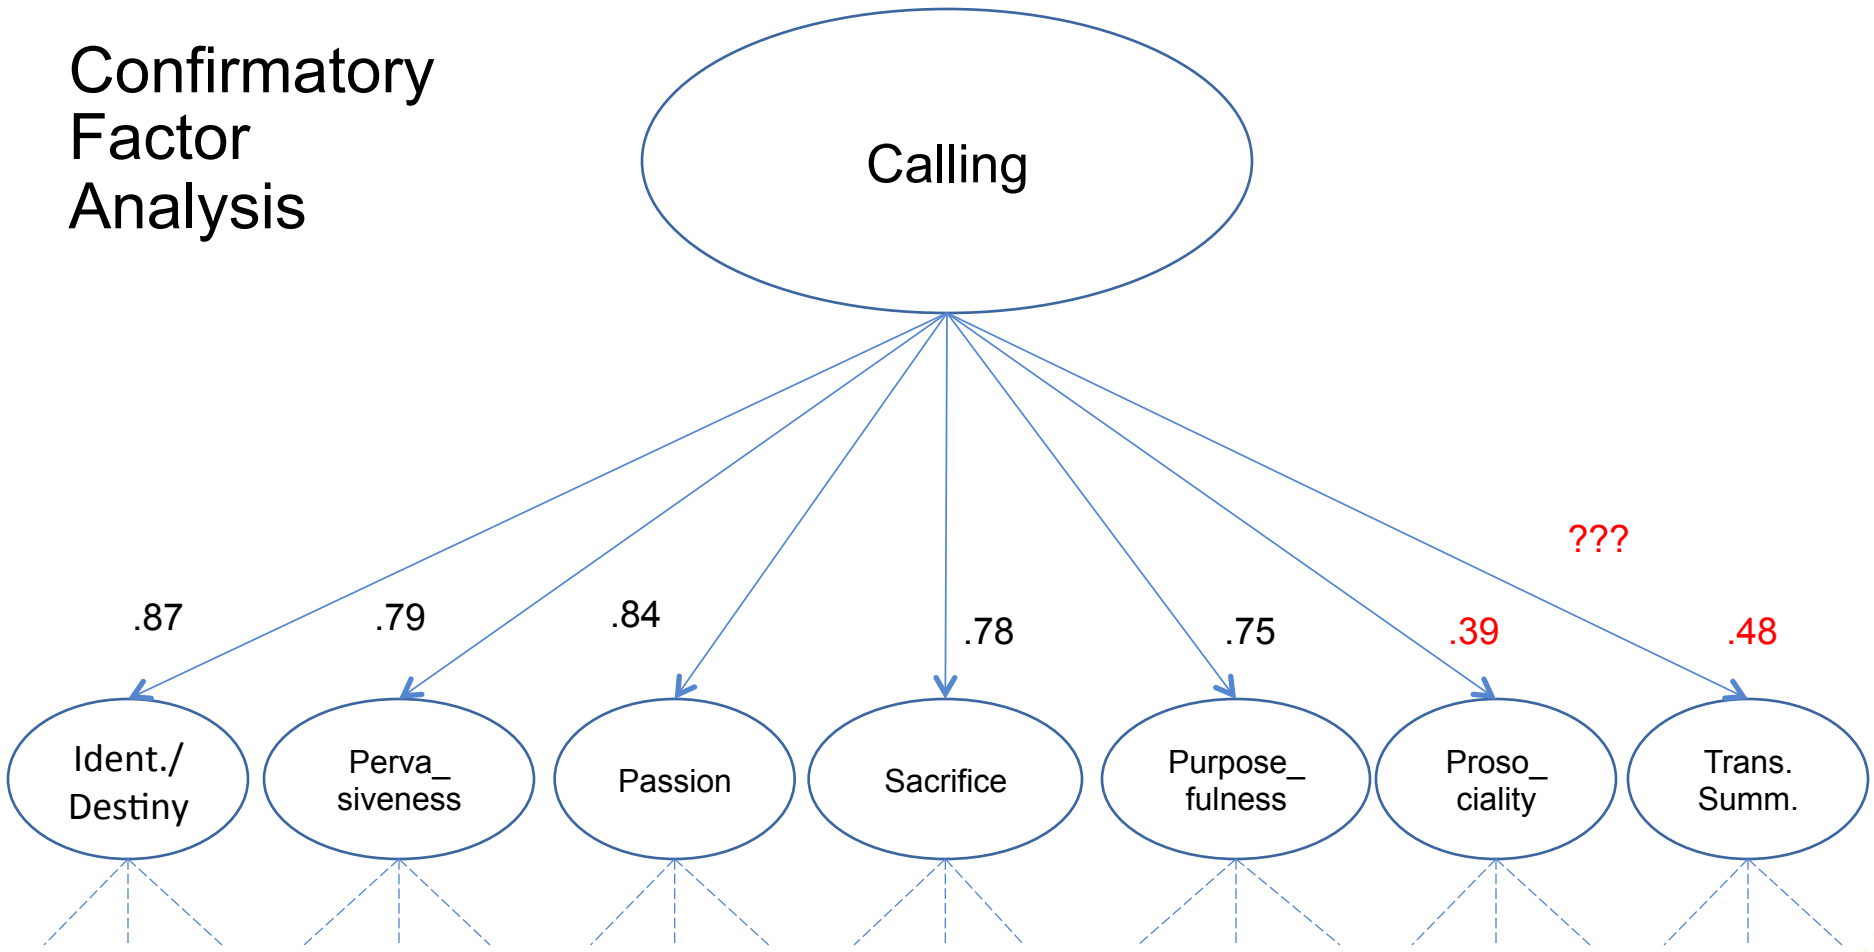 Confirmatory
Factor
Analysis
Calling
???
.87
.79
.84
.78
.75
.39
.48
Ident./
Destiny
Perva_
siveness
Passion
Sacrifice
Purpose_
fulness
Proso_
ciality
Trans.
Summ.